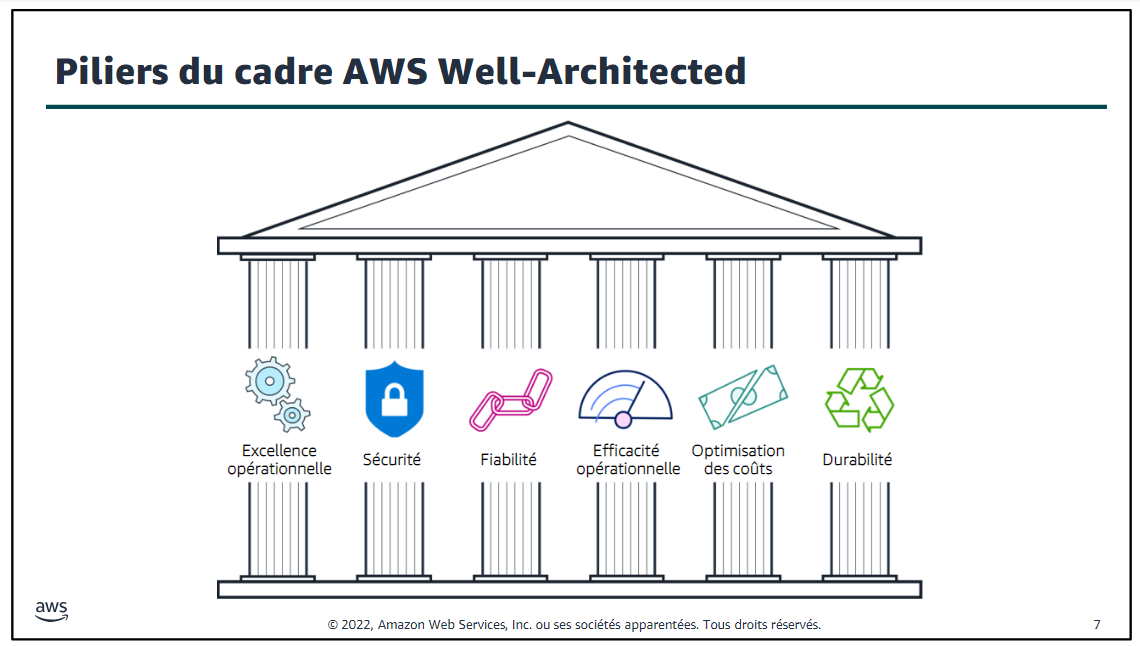 Piliers du cadre AWS Well-Architected
Excellence
opérationnelle
Sécurité
Fiabilité
Efficacité
opérationnelle
Optimisation
des coûts
Durabilité
aws
© 2022, Amazon Web Services, Inc. ou ses sociétés apparentées. Tous droits réservés.
7